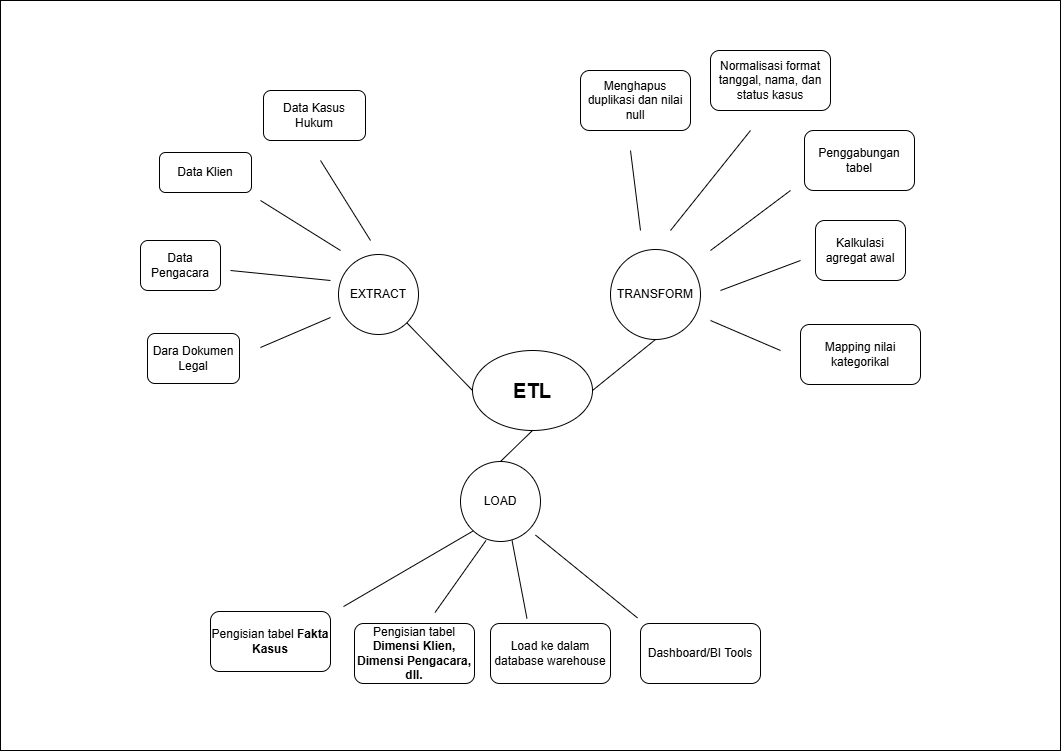 Data Kasus
Hukum
Data Klien
Data
Pengacara
Dara Dokumen
Legal
EXTRACT
Menghapus
duplikasi dan nilai
null
Normalisasi format
tanggal, nama, dan
status kasus
Penggabungan
tabel
Kalkulasi
agregat awal
Mapping nilai
kategorikal
TRANSFORM
ETL
LOAD
Pengisian tabel Fakta
Kasus
Pengisian tabel
Dimensi Klien,
Dimensi Pengacara,
dll.
Load ke dalam
database warehouse
Dashboard/BI Tools